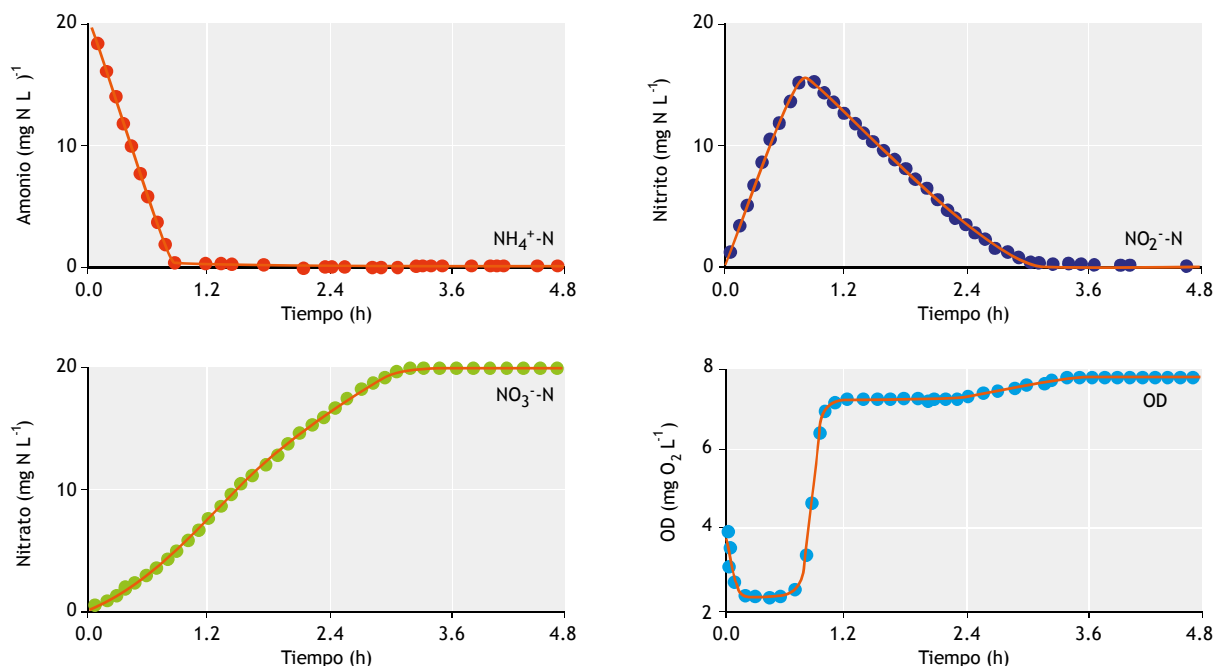 20
10
0
Amonio (mg N L )⁻¹
NH₄⁺-N
0.0 1.2 2.4 3.6 4.8
Tiempo (h)
20
10
0
Nitrito (mg N L⁻¹)
NO₂⁻-N
0.0 1.2 2.4 3.6 4.8
Tiempo (h)
20
10
0
Nitrato (mg N L⁻¹)
NO₃⁻-N
0.0 1.2 2.4 3.6 4.8
Tiempo (h)
8
6
4
2
OD (mg O₂ L⁻¹)
OD
0.0 1.2 2.4 3.6 4.8
Tiempo (h)